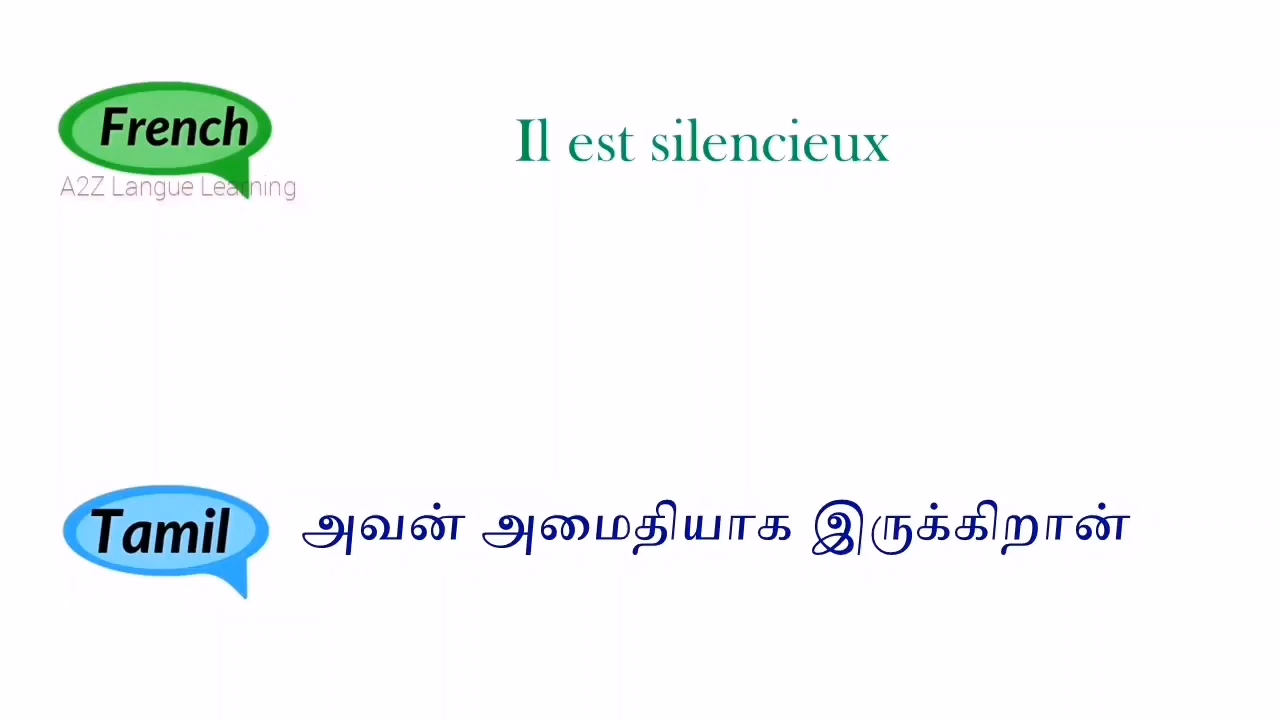 French
Il est silencieux
A2Z Langue Learning
Tamil
அவன் அமைதியாக இருக்கிறான்